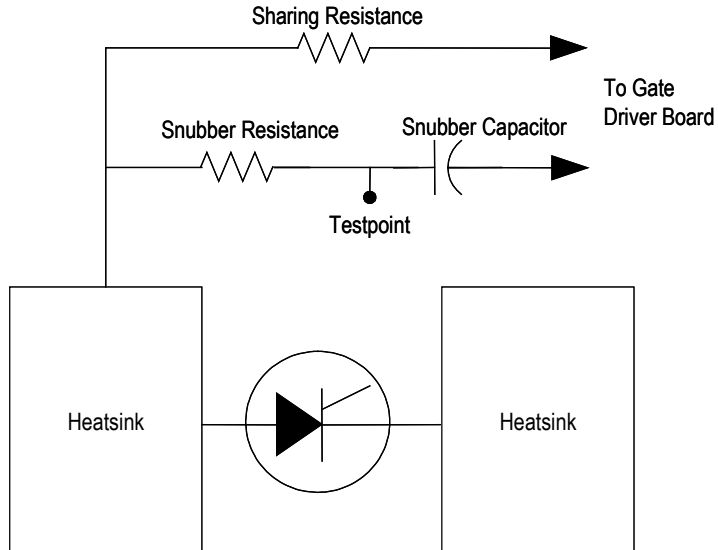 Sharing Resistance
To Gate
Driver Board
Snubber Resistance
Snubber Capacitor
Testpoint
Heatsink
Heatsink